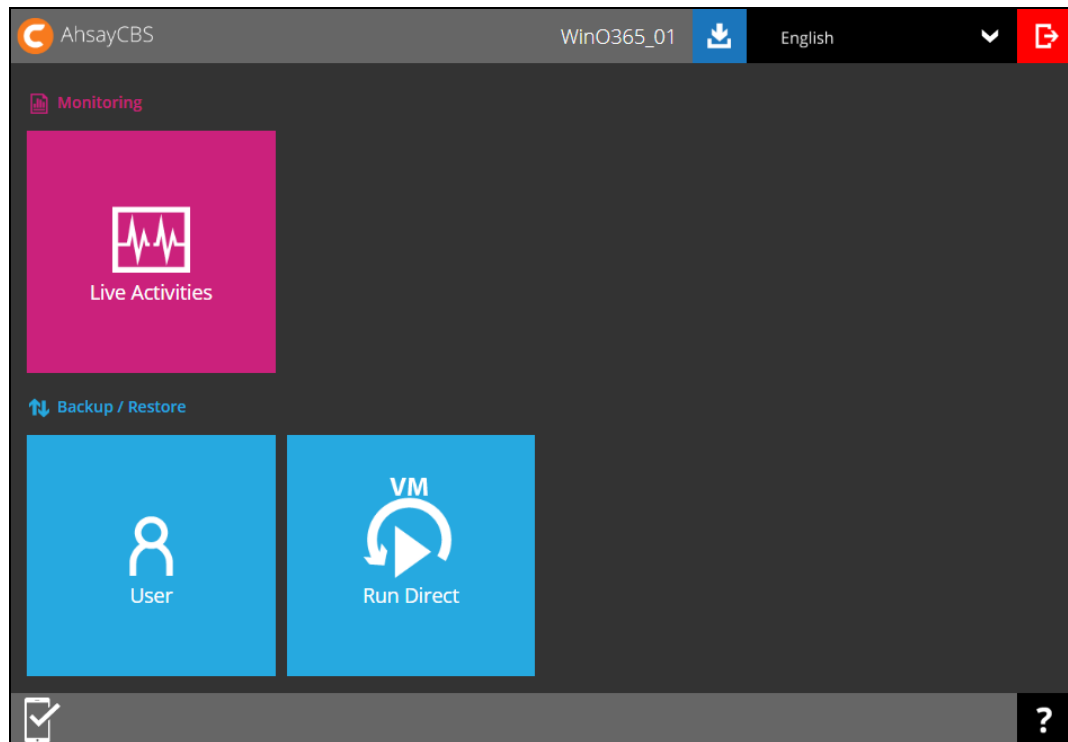 AhsayCBS WinO365_01 English
Monitoring
Live Activities
Backup / Restore
VM
User Run Direct
?